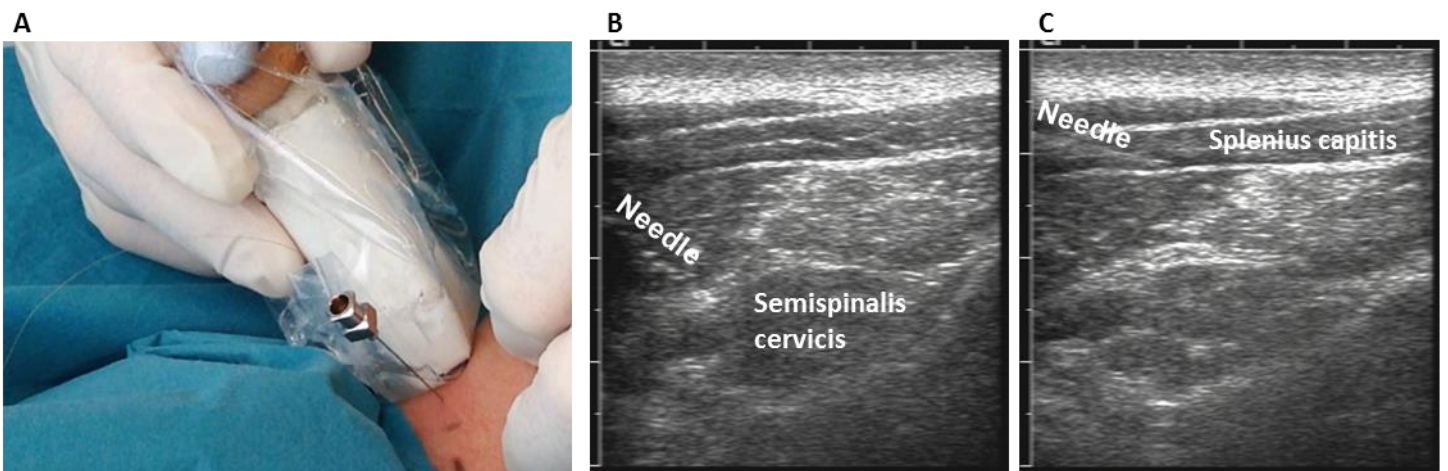 A
B
C
Needle
Semispinalis
cervicis
Needle
Splenius capitis